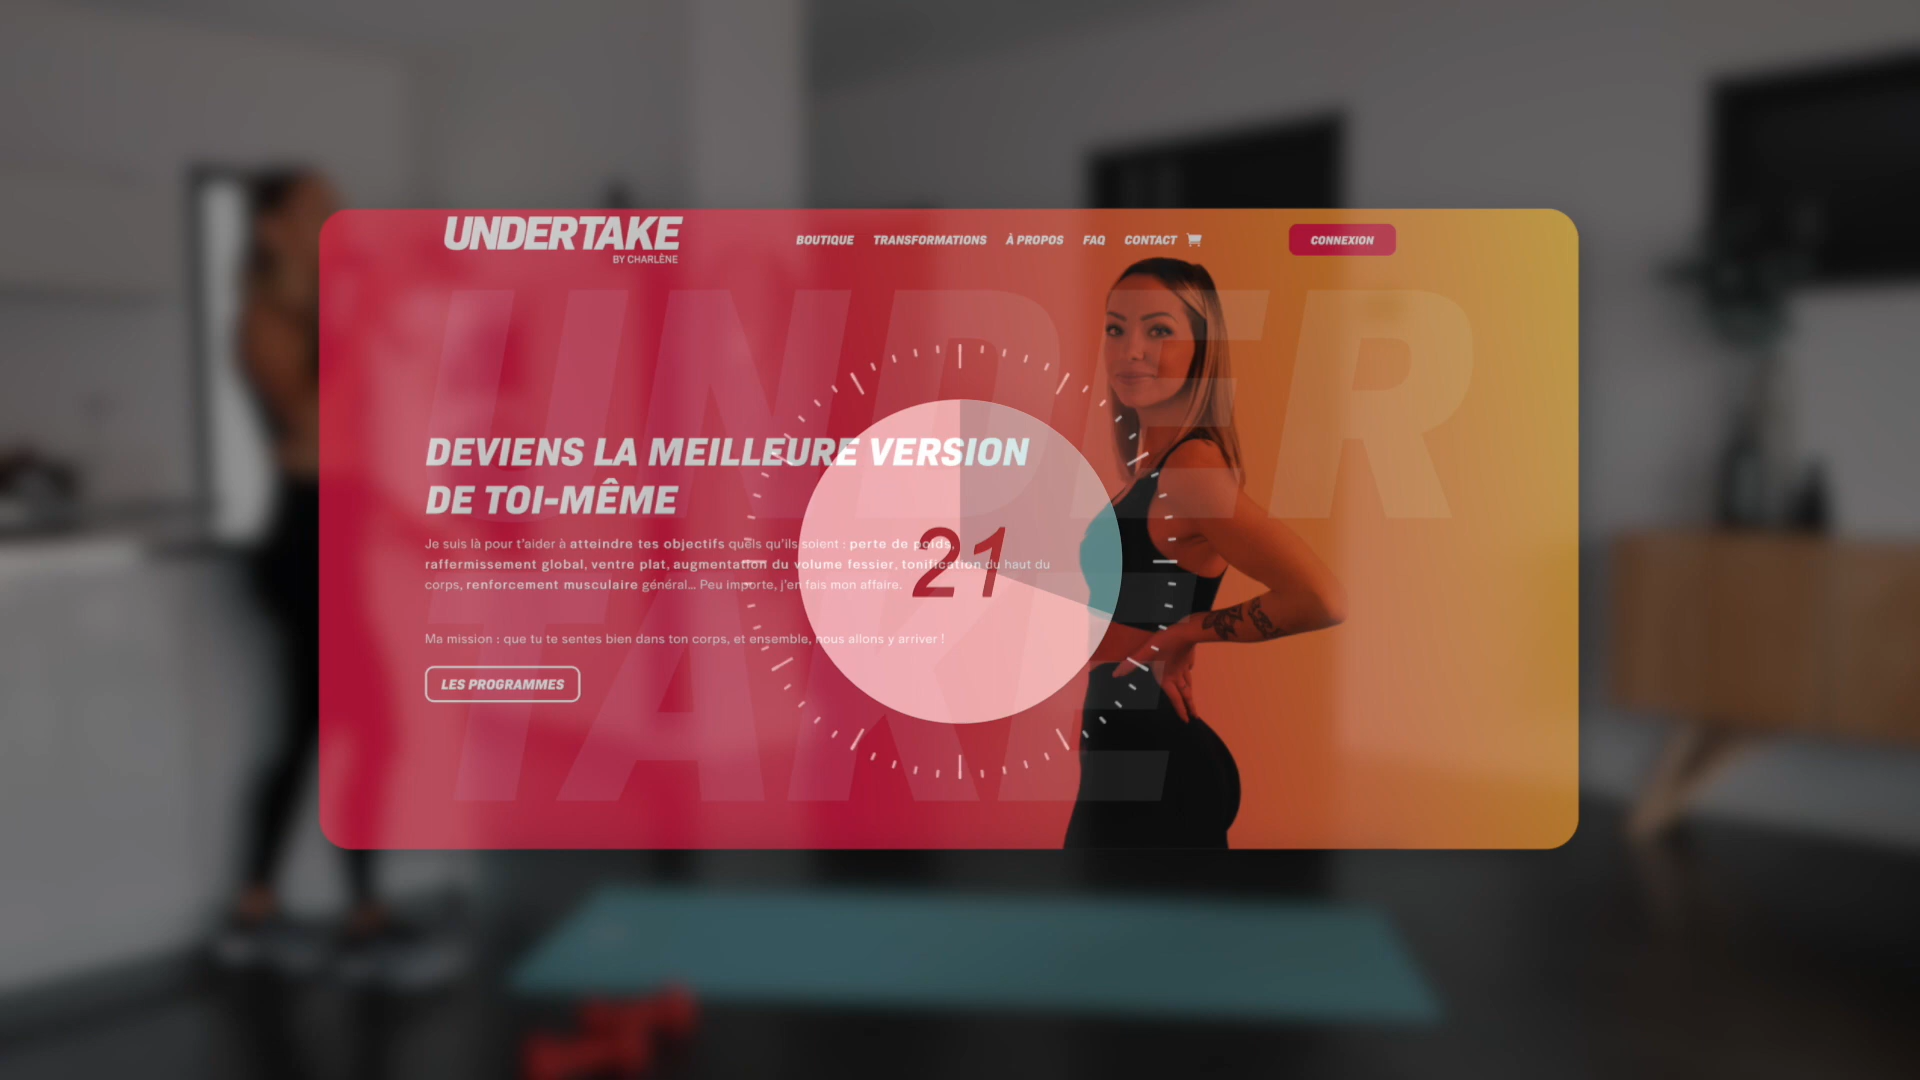 UNDERTAKE
BY CHARLÈNE
BOUTIQUE TRANSFORMATIONS À PROPOS FAQ CONTACT
CONNEXION
UNDER
TAKE
DEVIENS LA MEILLEURE VERSION
DE TOI-MÊME
Je suis là pour t'aider à atteindre tes objectifs quels qu'ils soient : perte de poids,
raffermissement global, ventre plat, augmentation du volume fessier, tonification du haut du
corps, renforcement musculaire général... Peu importe, j'en fais mon affaire.
21
Ma mission : que tu te sentes bien dans ton corps, et ensemble, nous allons y arriver !
LES PROGRAMMES